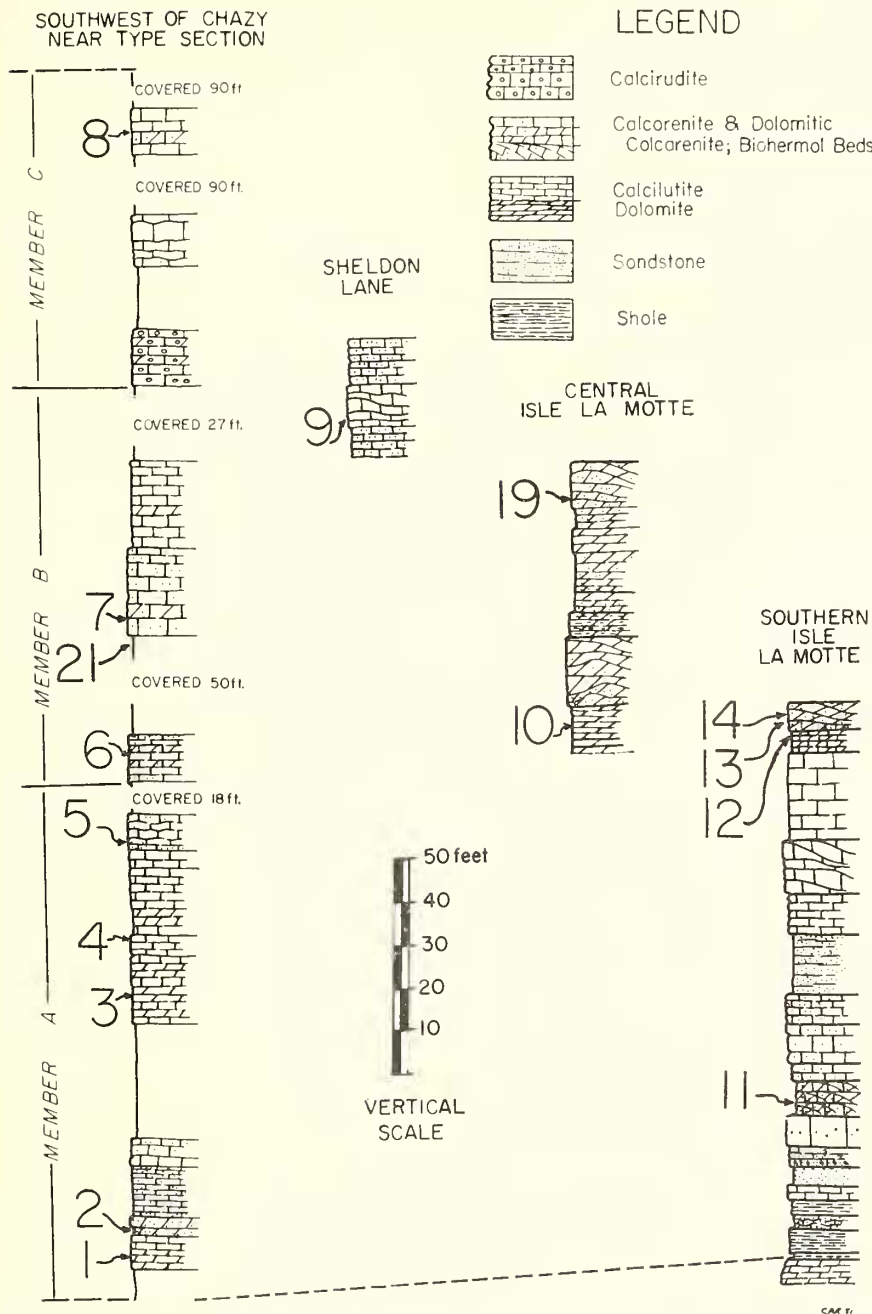 SOUTHWEST OF CHAZY
NEAR TYPE SECTION
COVERED 90 ft
8
COVERED 90 ft.
MEMBER C
COVERED 27 ft.
7
21
COVERED 50 ft.
6
MEMBER B
COVERED 18 ft.
5
4
3
2
1
MEMBER A
SHELDON
LANE
9
LEGEND
Calcirudite
Calcarenite & Dolomitic
Calcarenite; Biohermal Beds
Calcilutite
Dolomite
Sandstone
Shale
CENTRAL
ISLE LA MOTTE
19
10
50 feet
40
30
20
10
VERTICAL
SCALE
SOUTHERN
ISLE
LA MOTTE
14
13
12
11